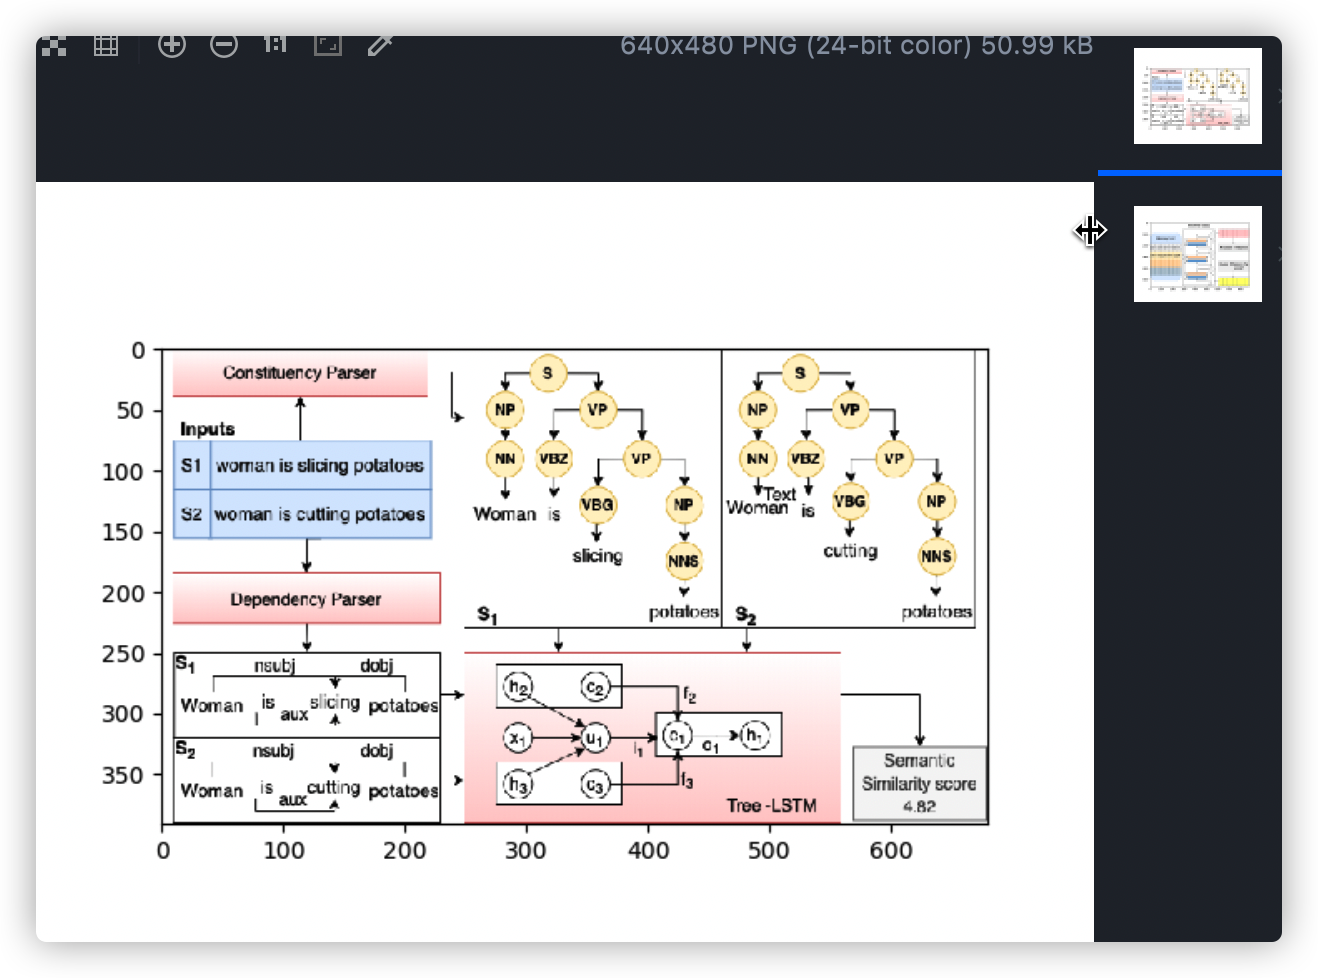 1:1
640x480 PNG (24-bit color) 50.99 kB
0
50
100
150
200
250
300
350
0
100
200
300
400
500
600
Constituency Parser
Inputs
S1 woman is slicing potatoes
S2 woman is cutting potatoes
Dependency Parser
S1
nsubj dobj
Woman is aux slicing potatoes
S2
nsubj dobj
Woman is aux cutting potatoes
S
NP VP
NN VBZ VP
Woman is VBG NP
slicing NNS
S1 potatoes
S
NP VP
NN VBZ VP
Text
Woman is VBG NP
cutting NNS
S2 potatoes
h2 c2 f2
x1 u1 i1 c1 o1 h1
h3 c3 f3
Tree -LSTM
Semantic
Similarity score
4.82